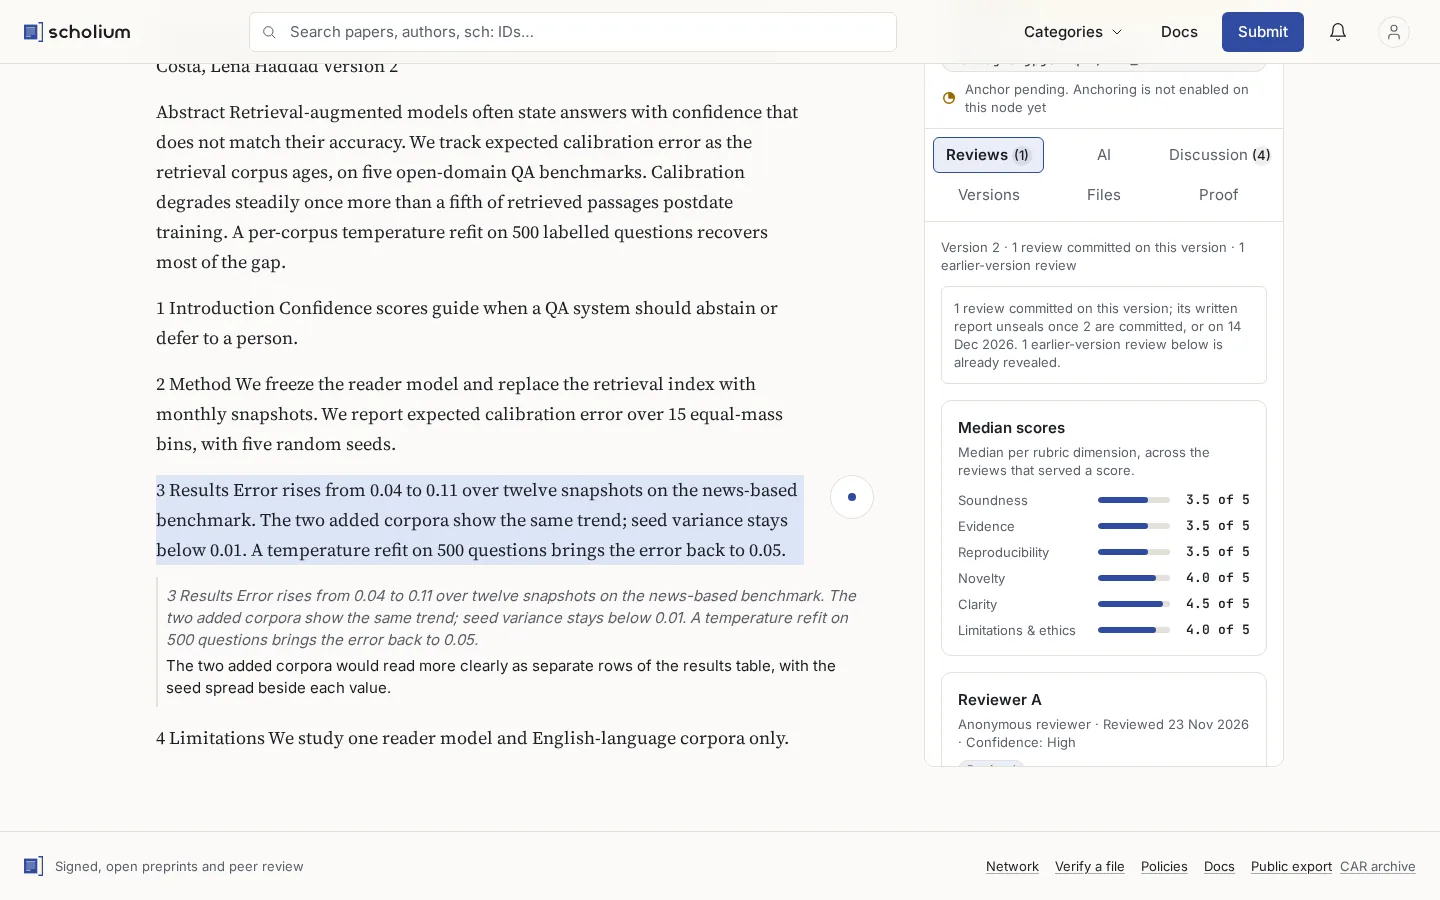 scholium
Search papers, authors, sch: IDs...
Categories
Docs
Submit
Costa, Lena Haddad Version 2
Abstract Retrieval-augmented models often state answers with confidence that
does not match their accuracy. We track expected calibration error as the
retrieval corpus ages, on five open-domain QA benchmarks. Calibration
degrades steadily once more than a fifth of retrieved passages postdate
training. A per-corpus temperature refit on 500 labelled questions recovers
most of the gap.
1 Introduction Confidence scores guide when a QA system should abstain or
defer to a person.
2 Method We freeze the reader model and replace the retrieval index with
monthly snapshots. We report expected calibration error over 15 equal-mass
bins, with five random seeds.
3 Results Error rises from 0.04 to 0.11 over twelve snapshots on the news-based
benchmark. The two added corpora show the same trend; seed variance stays
below 0.01. A temperature refit on 500 questions brings the error back to 0.05.
3 Results Error rises from 0.04 to 0.11 over twelve snapshots on the news-based benchmark. The
two added corpora show the same trend; seed variance stays below 0.01. A temperature refit on
500 questions brings the error back to 0.05.
The two added corpora would read more clearly as separate rows of the results table, with the
seed spread beside each value.
4 Limitations We study one reader model and English-language corpora only.
Anchor pending. Anchoring is not enabled on
this node yet
Reviews (1)
AI
Discussion (4)
Versions
Files
Proof
Version 2 · 1 review committed on this version · 1
earlier-version review
1 review committed on this version; its written
report unseals once 2 are committed, or on 14
Dec 2026. 1 earlier-version review below is
already revealed.
Median scores
Median per rubric dimension, across the
reviews that served a score.
Soundness 3.5 of 5
Evidence 3.5 of 5
Reproducibility 3.5 of 5
Novelty 4.0 of 5
Clarity 4.5 of 5
Limitations & ethics 4.0 of 5
Reviewer A
Anonymous reviewer · Reviewed 23 Nov 2026
· Confidence: High
Signed, open preprints and peer review
Network
Verify a file
Policies
Docs
Public export
CAR archive